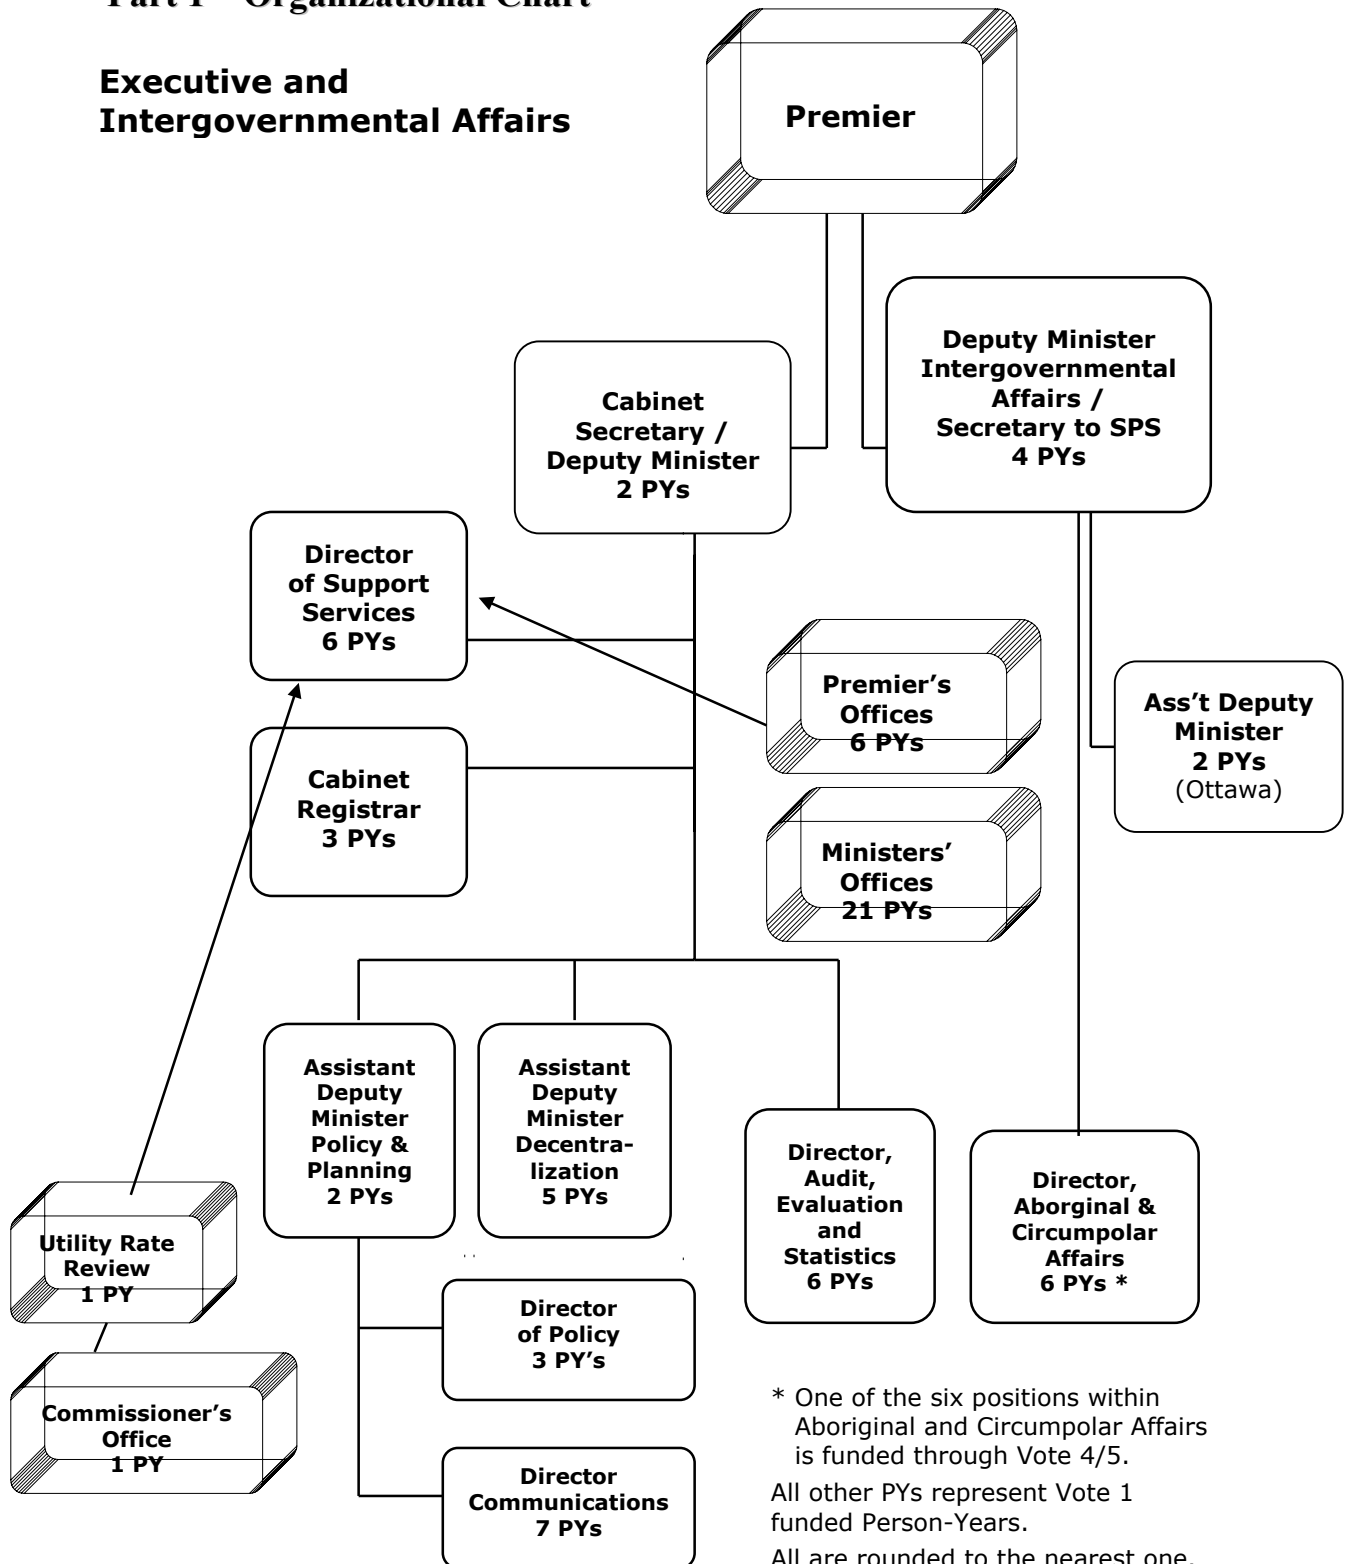 Part 1 – Organizational Chart
Executive and
Intergovernmental Affairs
Premier
Deputy Minister
Intergovernmental
Affairs /
Secretary to SPS
4 PYs
Cabinet
Secretary /
Deputy Minister
2 PYs
Director
of Support
Services
6 PYs
Premier’s
Offices
6 PYs
Ass’t Deputy
Minister
2 PYs
(Ottawa)
Cabinet
Registrar
3 PYs
Ministers’
Offices
21 PYs
Assistant
Deputy
Minister
Policy &
Planning
2 PYs
Assistant
Deputy
Minister
Decentra-
lization
5 PYs
Director,
Audit,
Evaluation
and
Statistics
6 PYs
Director,
Aborginal &
Circumpolar
Affairs
6 PYs *
Utility Rate
Review
1 PY
Director
of Policy
3 PY’s
Commissioner’s
Office
1 PY
Director
Communications
7 PYs
* One of the six positions within
Aboriginal and Circumpolar Affairs
is funded through Vote 4/5.
All other PYs represent Vote 1
funded Person-Years.
All are rounded to the nearest one.